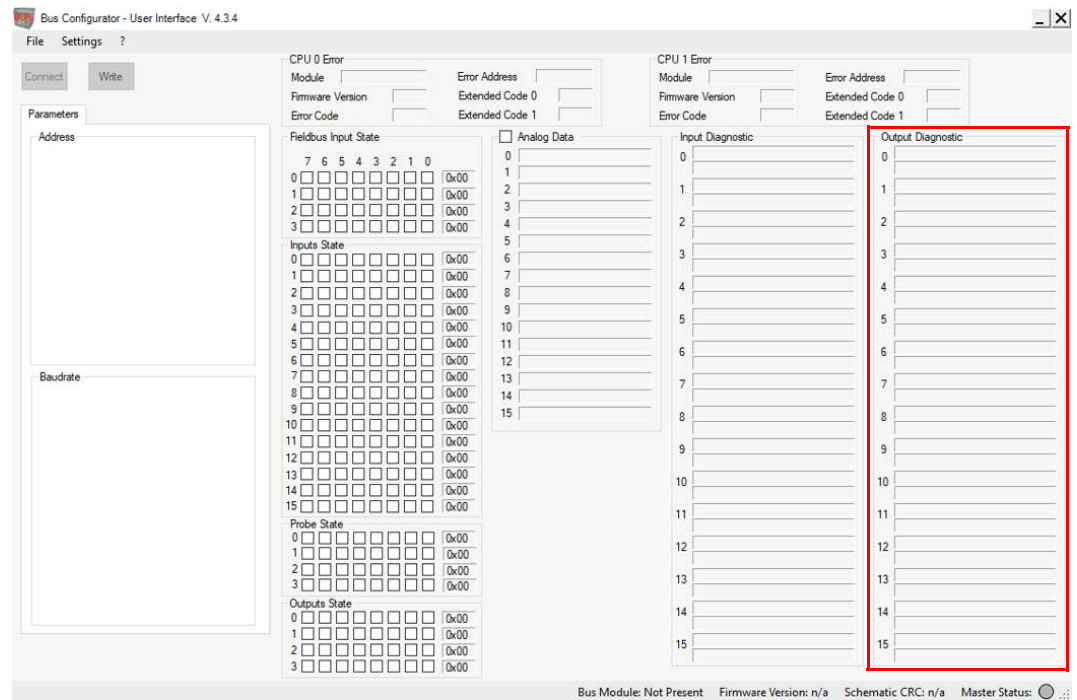 Bus Configurator - User Interface V. 4.3.4
File Settings ?
Connect Write
Parameters
Address
Baudrate
CPU 0 Error
Module Error Address
Firmware Version Extended Code 0
Error Code Extended Code 1
CPU 1 Error
Module Error Address
Firmware Version Extended Code 0
Error Code Extended Code 1
Fieldbus Input State
7 6 5 4 3 2 1 0
0 0x00
1 0x00
2 0x00
3 0x00
Inputs State
0 0x00
1 0x00
2 0x00
3 0x00
4 0x00
5 0x00
6 0x00
7 0x00
8 0x00
9 0x00
10 0x00
11 0x00
12 0x00
13 0x00
14 0x00
15 0x00
Probe State
0 0x00
1 0x00
2 0x00
3 0x00
Outputs State
0 0x00
1 0x00
2 0x00
3 0x00
Analog Data
0
1
2
3
4
5
6
7
8
9
10
11
12
13
14
15
Input Diagnostic
0
1
2
3
4
5
6
7
8
9
10
11
12
13
14
15
Output Diagnostic
0
1
2
3
4
5
6
7
8
9
10
11
12
13
14
15
Bus Module: Not Present Firmware Version: n/a Schematic CRC: n/a Master Status: